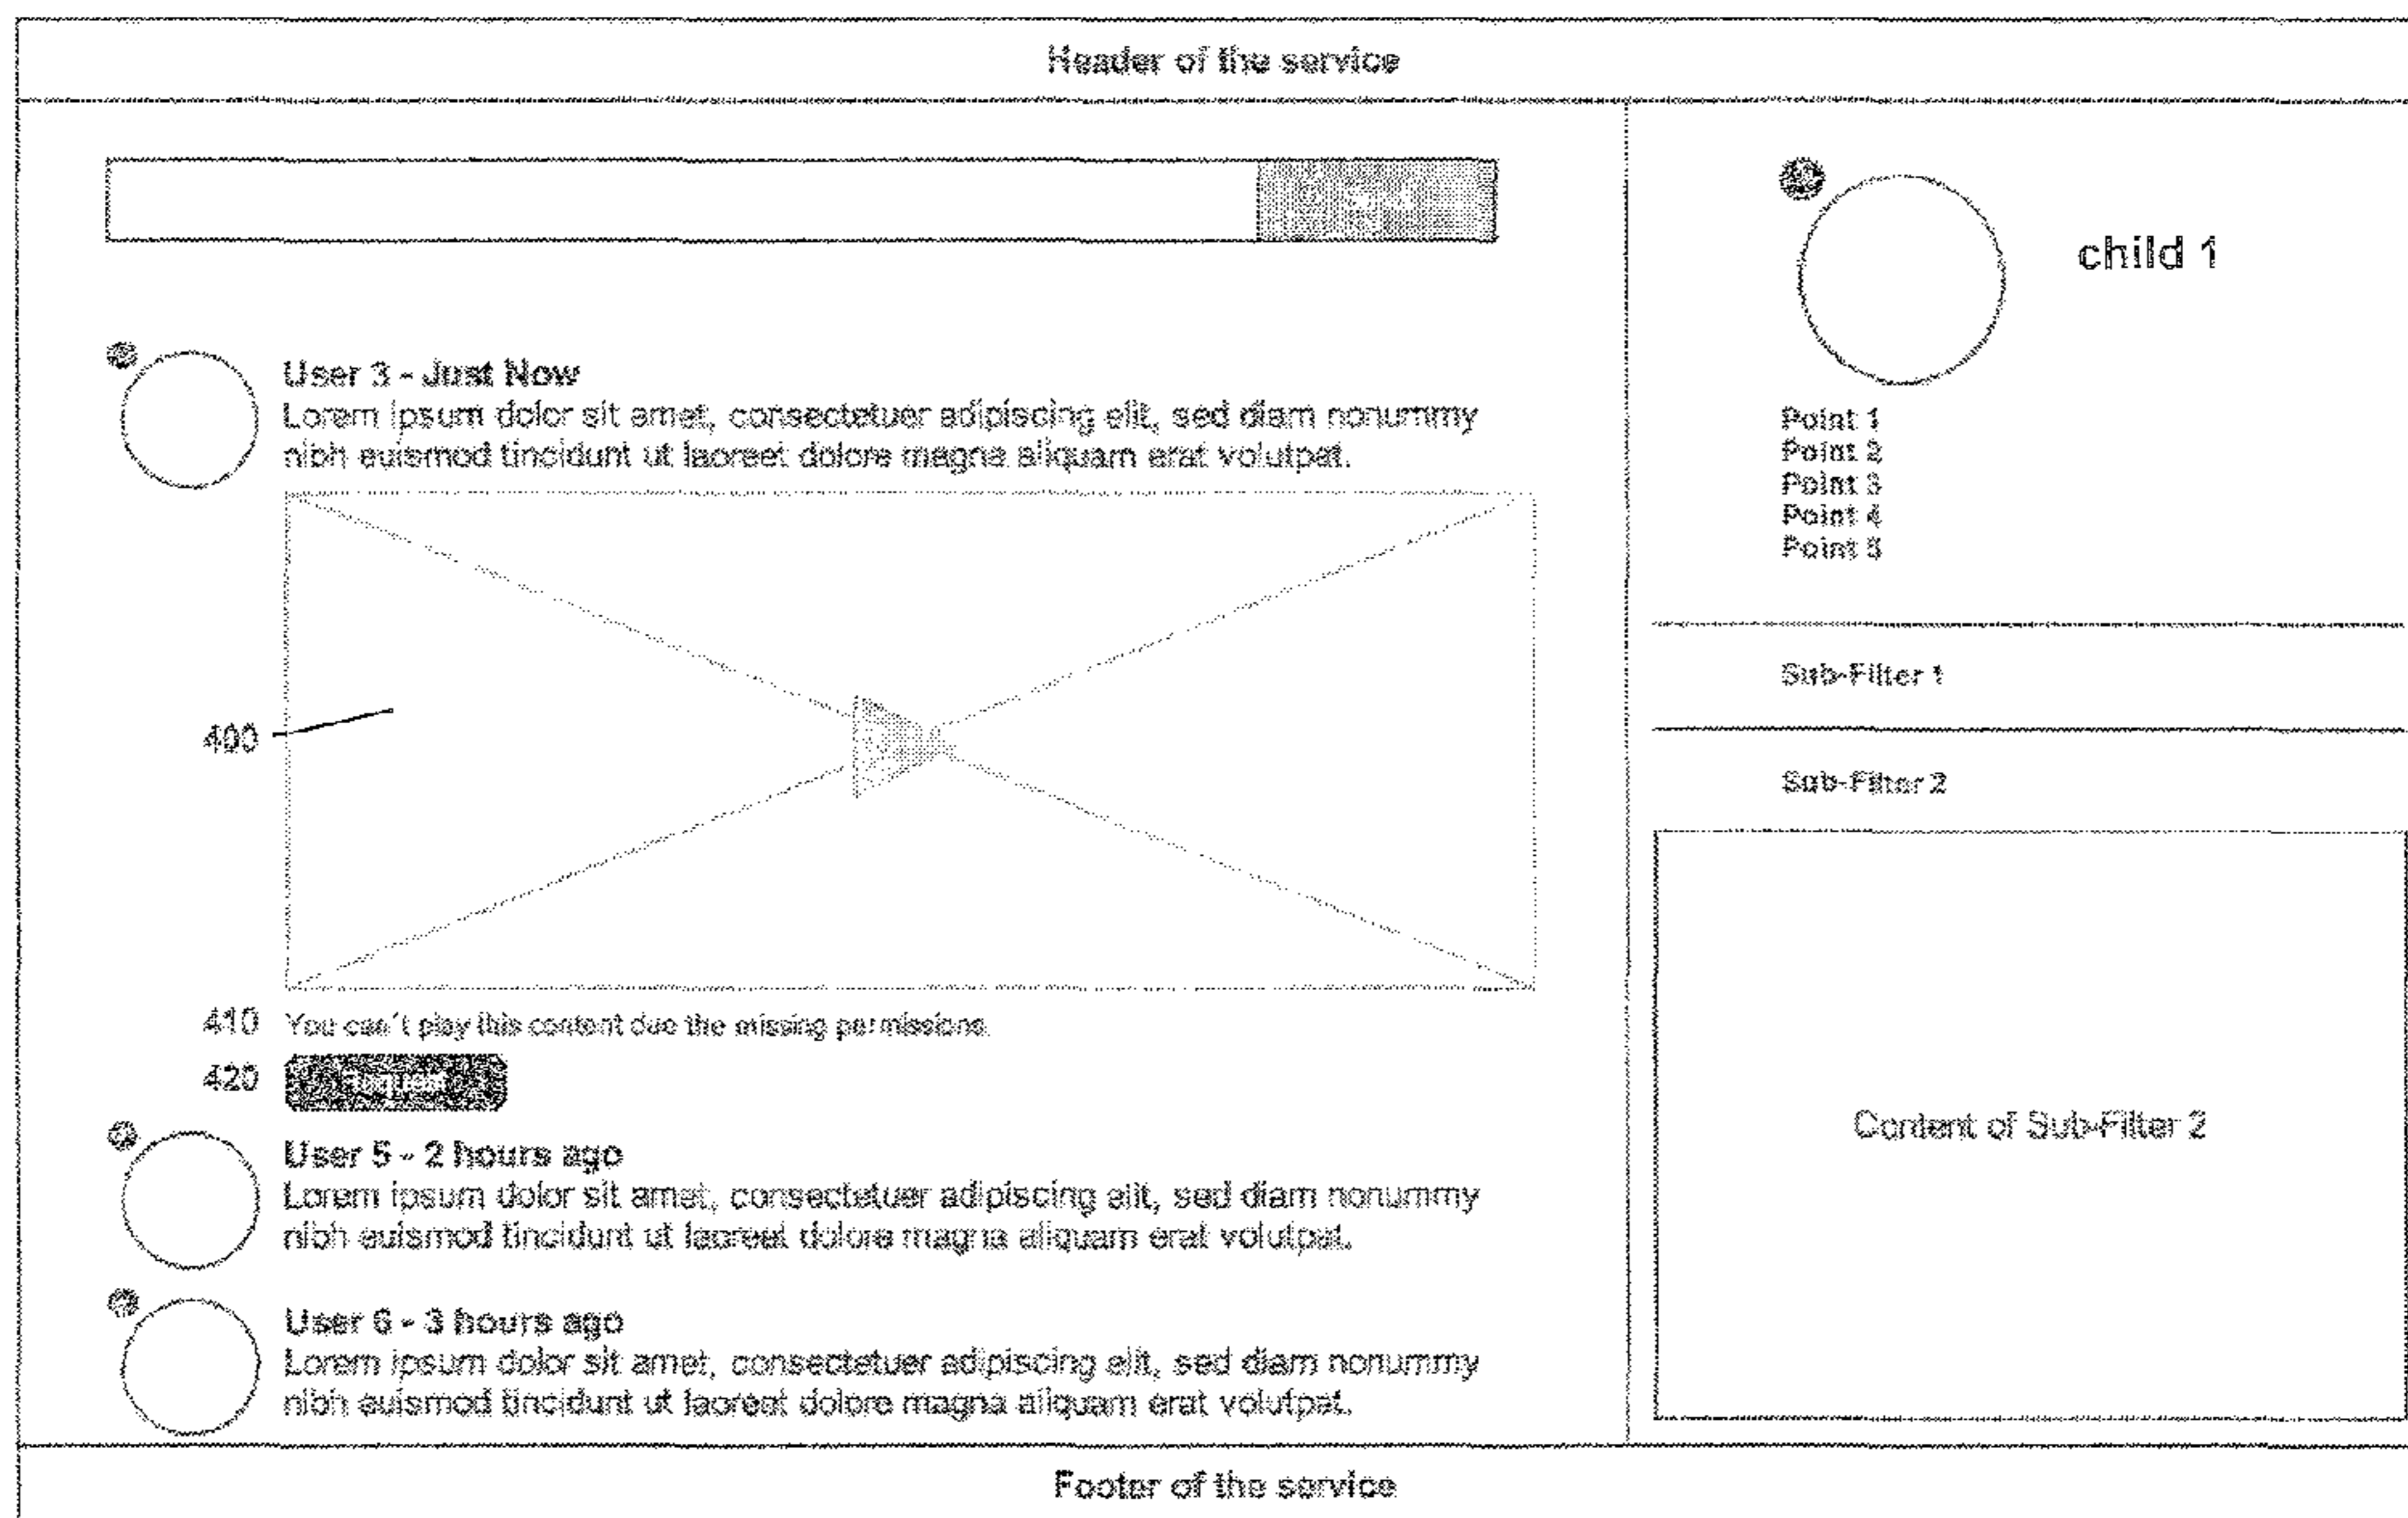 Header of the service
child 1
User 3 - Just Now
Lorem ipsum dolor sit amet, consectetuer adipiscing elit, sed diam nonummy
nibh euismod tincidunt ut laoreet dolore magna aliquam erat volutpat.
400
410 You can´t play this content due the missing permissions.
420 Request
User 5 - 2 hours ago
Lorem ipsum dolor sit amet, consectetuer adipiscing elit, sed diam nonummy
nibh euismod tincidunt ut laoreet dolore magna aliquam erat volutpat.
User 6 - 3 hours ago
Lorem ipsum dolor sit amet, consectetuer adipiscing elit, sed diam nonummy
nibh euismod tincidunt ut laoreet dolore magna aliquam erat volutpat.
Point 1
Point 2
Point 3
Point 4
Point 5
Sub-Filter 1
Sub-Filter 2
Content of Sub-Filter 2
Footer of the service